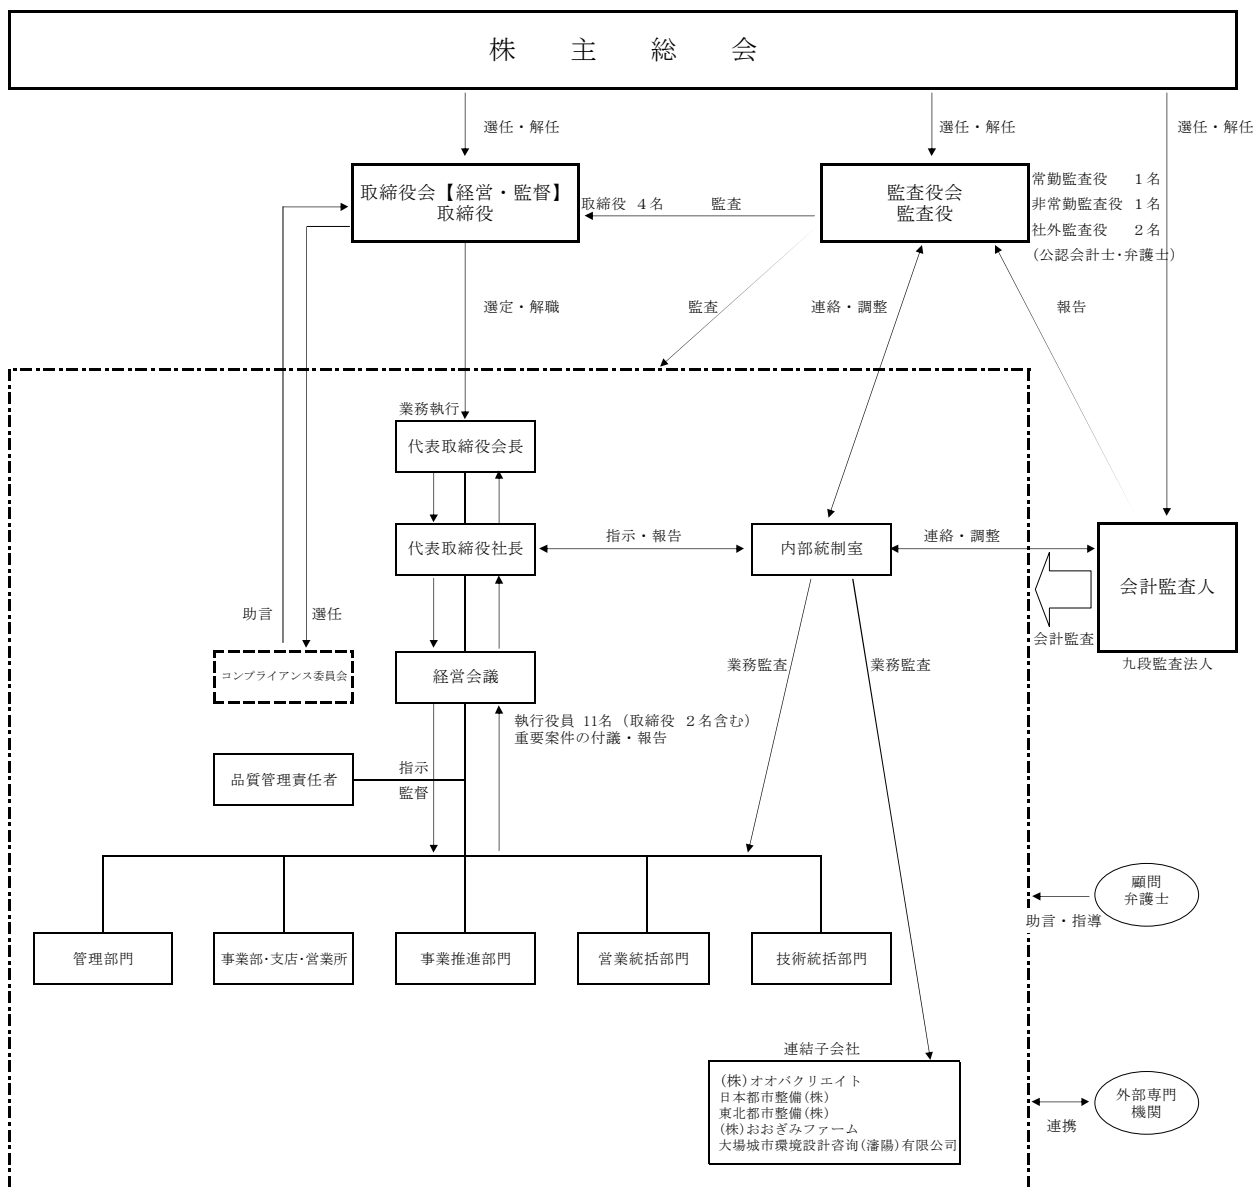 株 主 総 会
選任・解任
選任・解任
選任・解任
取締役会【経営・監督】
取締役
取締役 4名
監査
監査役会
監査役
常勤監査役 1名
非常勤監査役 1名
社外監査役 2名
(公認会計士・弁護士)
選定・解職
監査
連絡・調整
報告
業務執行
代表取締役会長
代表取締役社長
指示・報告
内部統制室
連絡・調整
会計監査人
会計監査
九段監査法人
助言
選任
コンプライアンス委員会
経営会議
業務監査
業務監査
執行役員 11名(取締役 2名含む)
重要案件の付議・報告
品質管理責任者
指示
監督
顧問
弁護士
助言・指導
管理部門
事業部・支店・営業所
事業推進部門
営業統括部門
技術統括部門
連結子会社
(株)オオバクリエイト
日本都市整備(株)
東北都市整備(株)
(株)おおぎみファーム
大場城市環境設計咨询(瀋陽)有限公司
外部専門
機関
連携